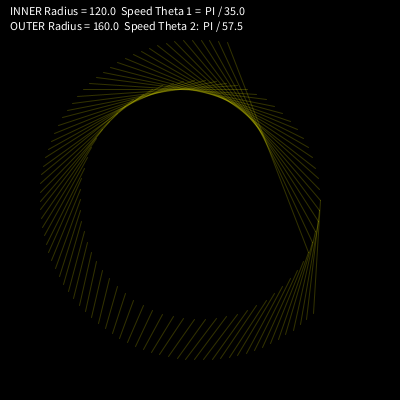 INNER Radius = 120.0  Speed Theta 1 =  PI / 35.0
OUTER Radius = 160.0  Speed Theta 2:  PI / 57.5